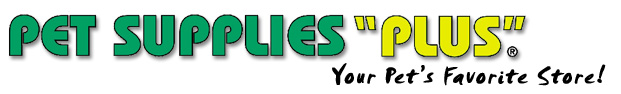 PET SUPPLIES "PLUS"®
Your Pet's Favorite Store!